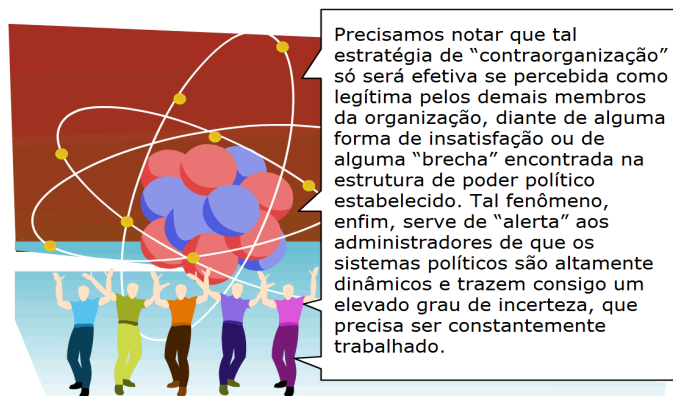 Precisamos notar que tal
estratégia de “contraorganização”
só será efetiva se percebida como
legítima pelos demais membros
da organização, diante de alguma
forma de insatisfação ou de
alguma “brecha” encontrada na
estrutura de poder político
estabelecido. Tal fenômeno,
enfim, serve de “alerta” aos
administradores de que os
sistemas políticos são altamente
dinâmicos e trazem consigo um
elevado grau de incerteza, que
precisa ser constantemente
trabalhado.